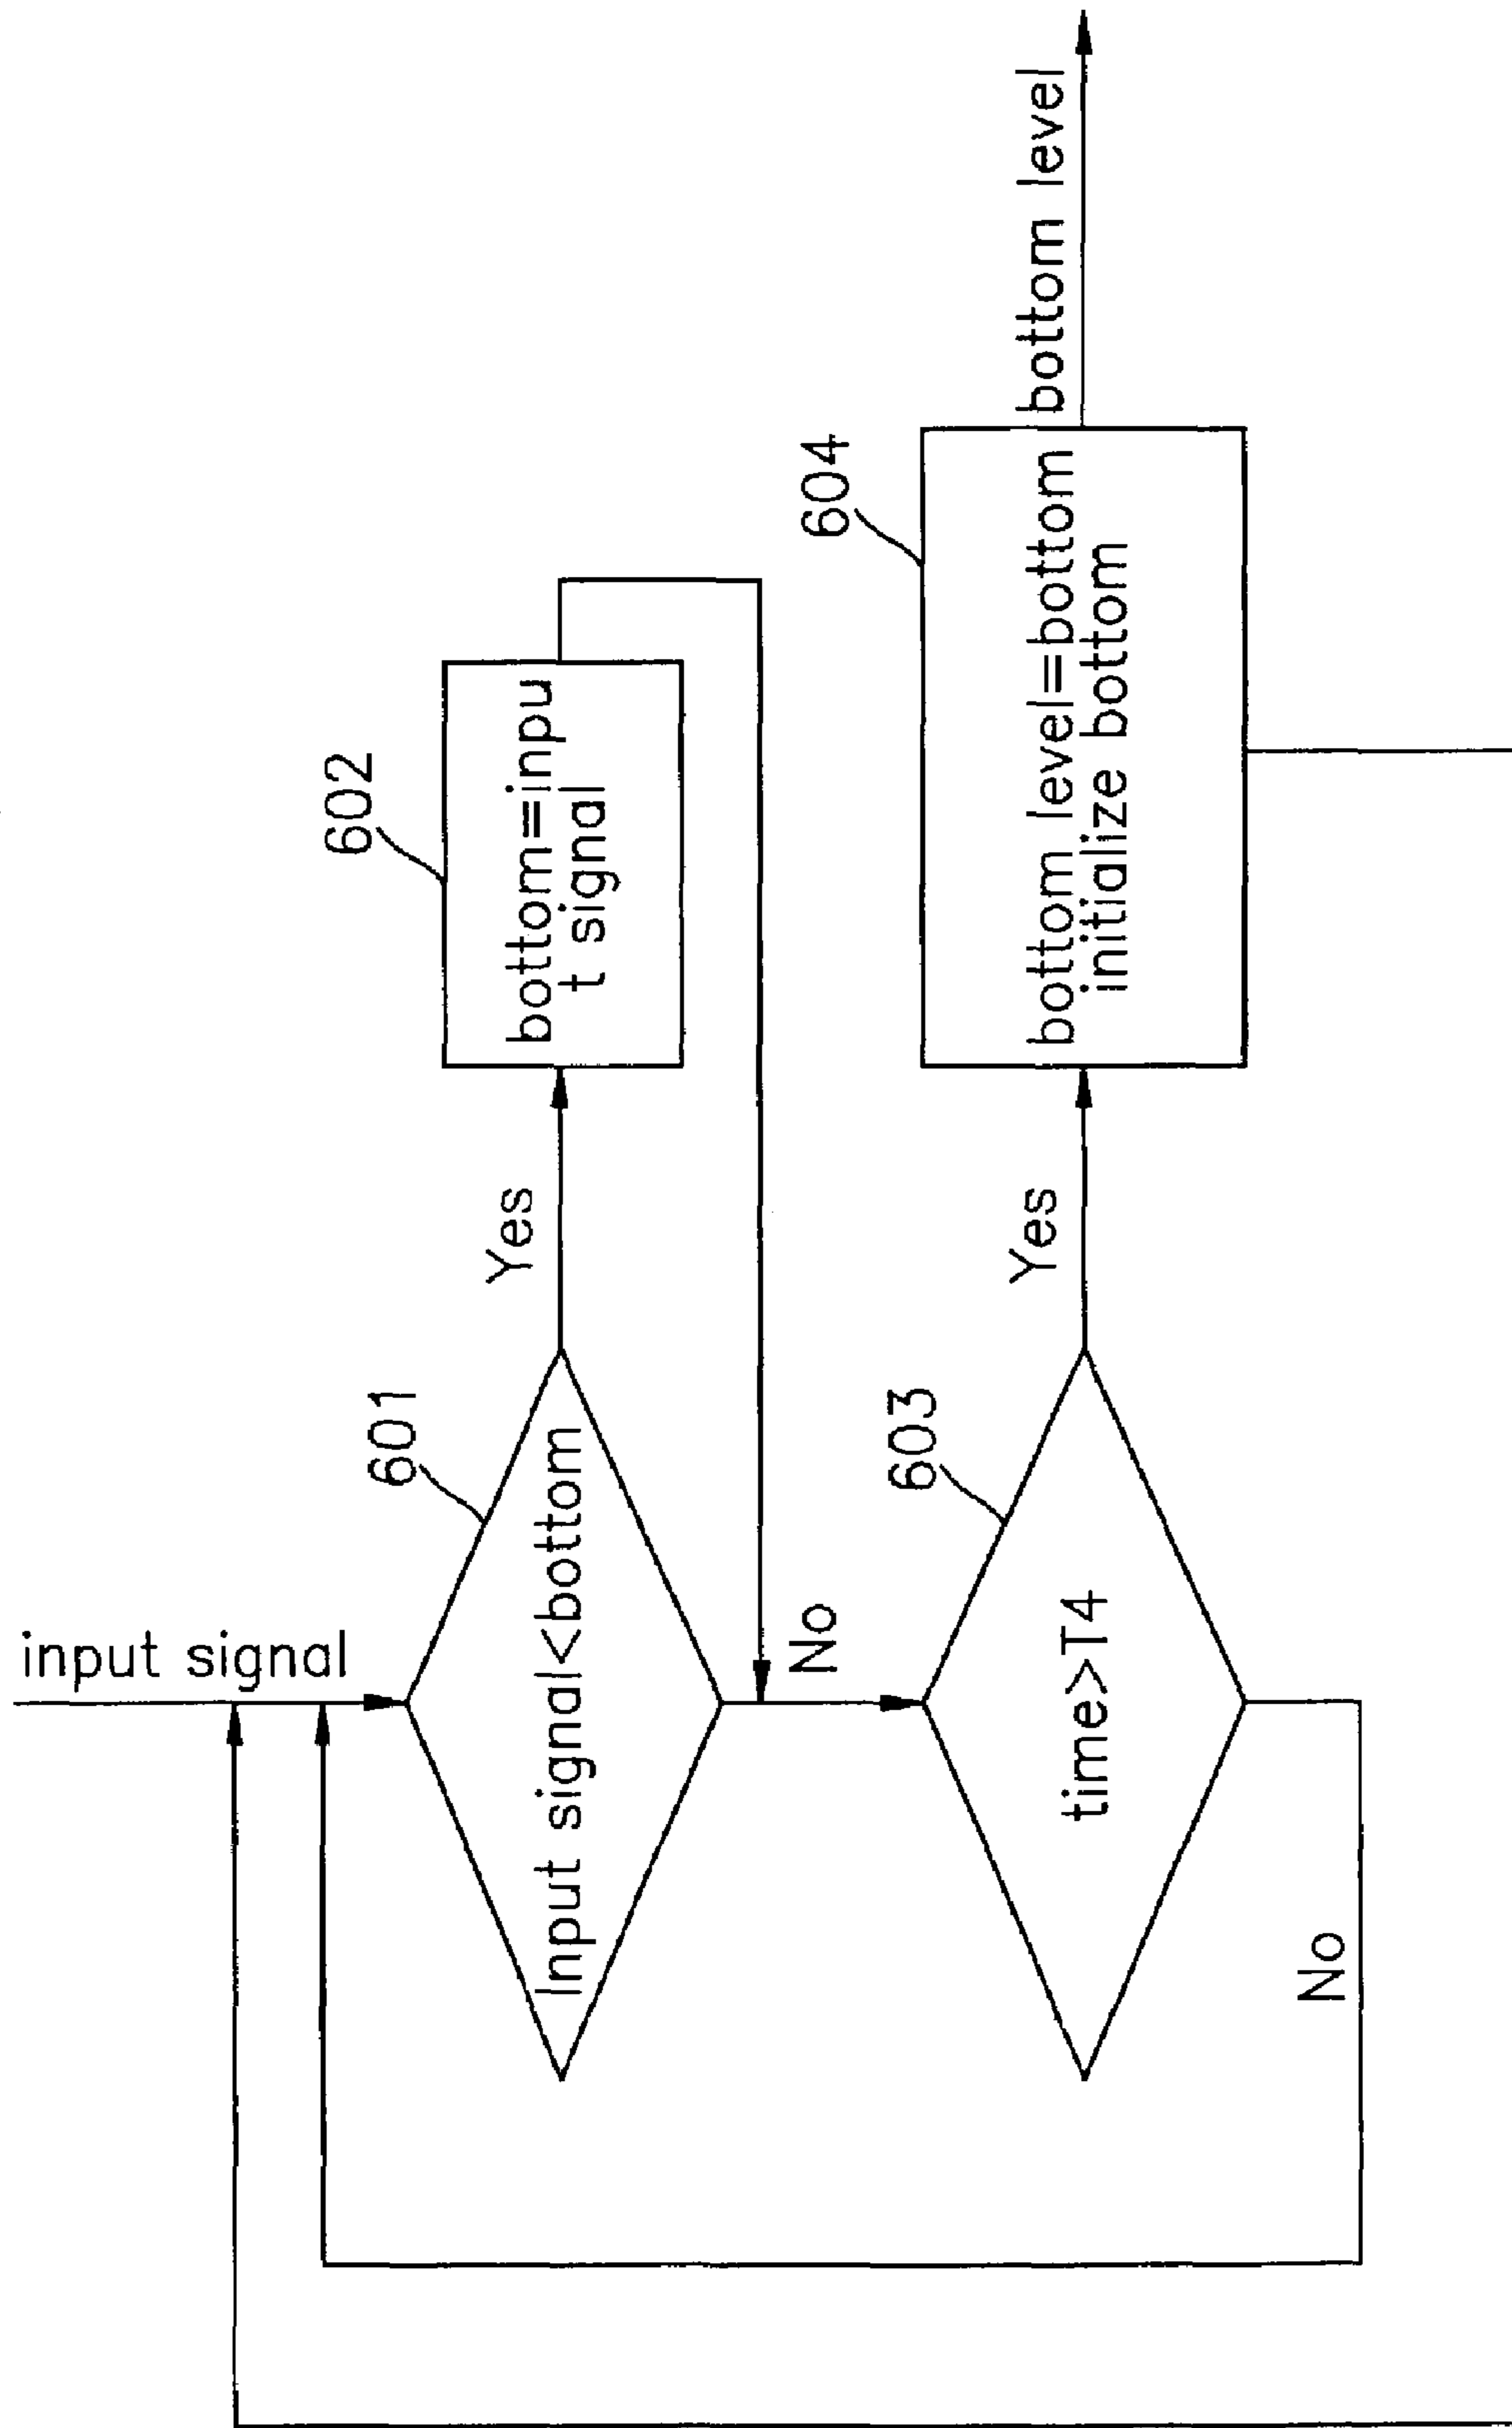 input signal
601
Input signal<bottom
Yes
602
bottom=inpu
t signal
No
603
time>T4
Yes
604
bottom level=bottom
initialize bottom
bottom level
No